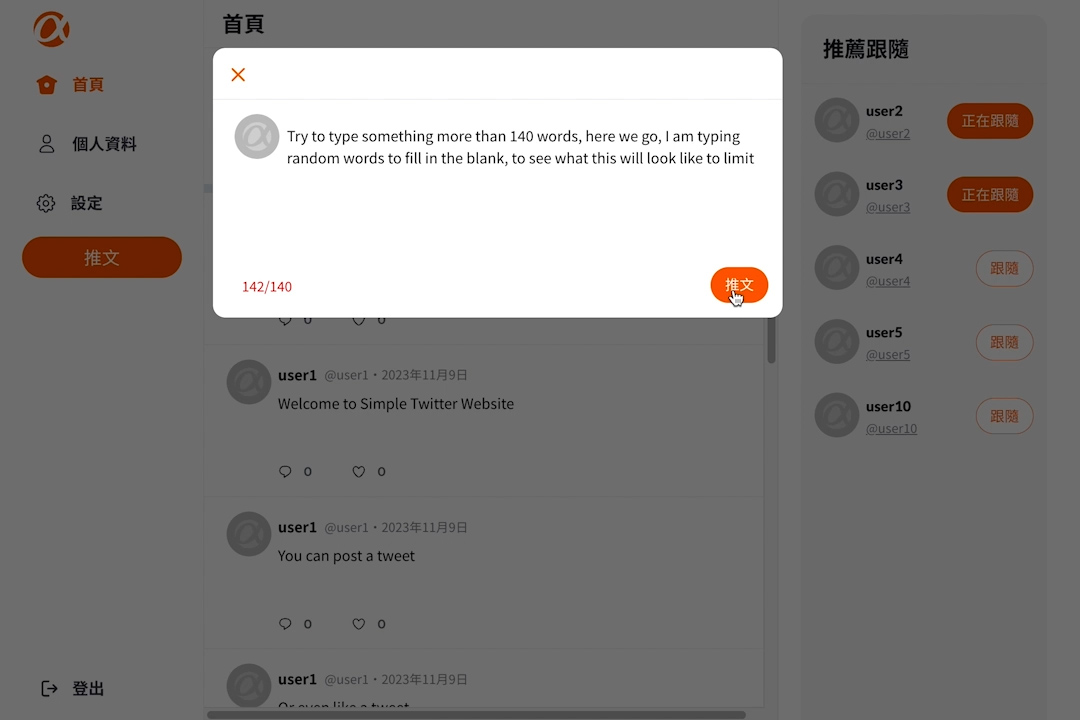 首頁
個人資料
設定
推文
登出
首頁
Try to type something more than 140 words, here we go, I am typing
random words to fill in the blank, to see what this will look like to limit
142/140
推文
0 0
user1 @user1・2023年11月9日
Welcome to Simple Twitter Website
0 0
user1 @user1・2023年11月9日
You can post a tweet
0 0
user1 @user1・2023年11月9日
Or even like a tweet
推薦跟隨
user2
@user2
正在跟隨
user3
@user3
正在跟隨
user4
@user4
跟隨
user5
@user5
跟隨
user10
@user10
跟隨